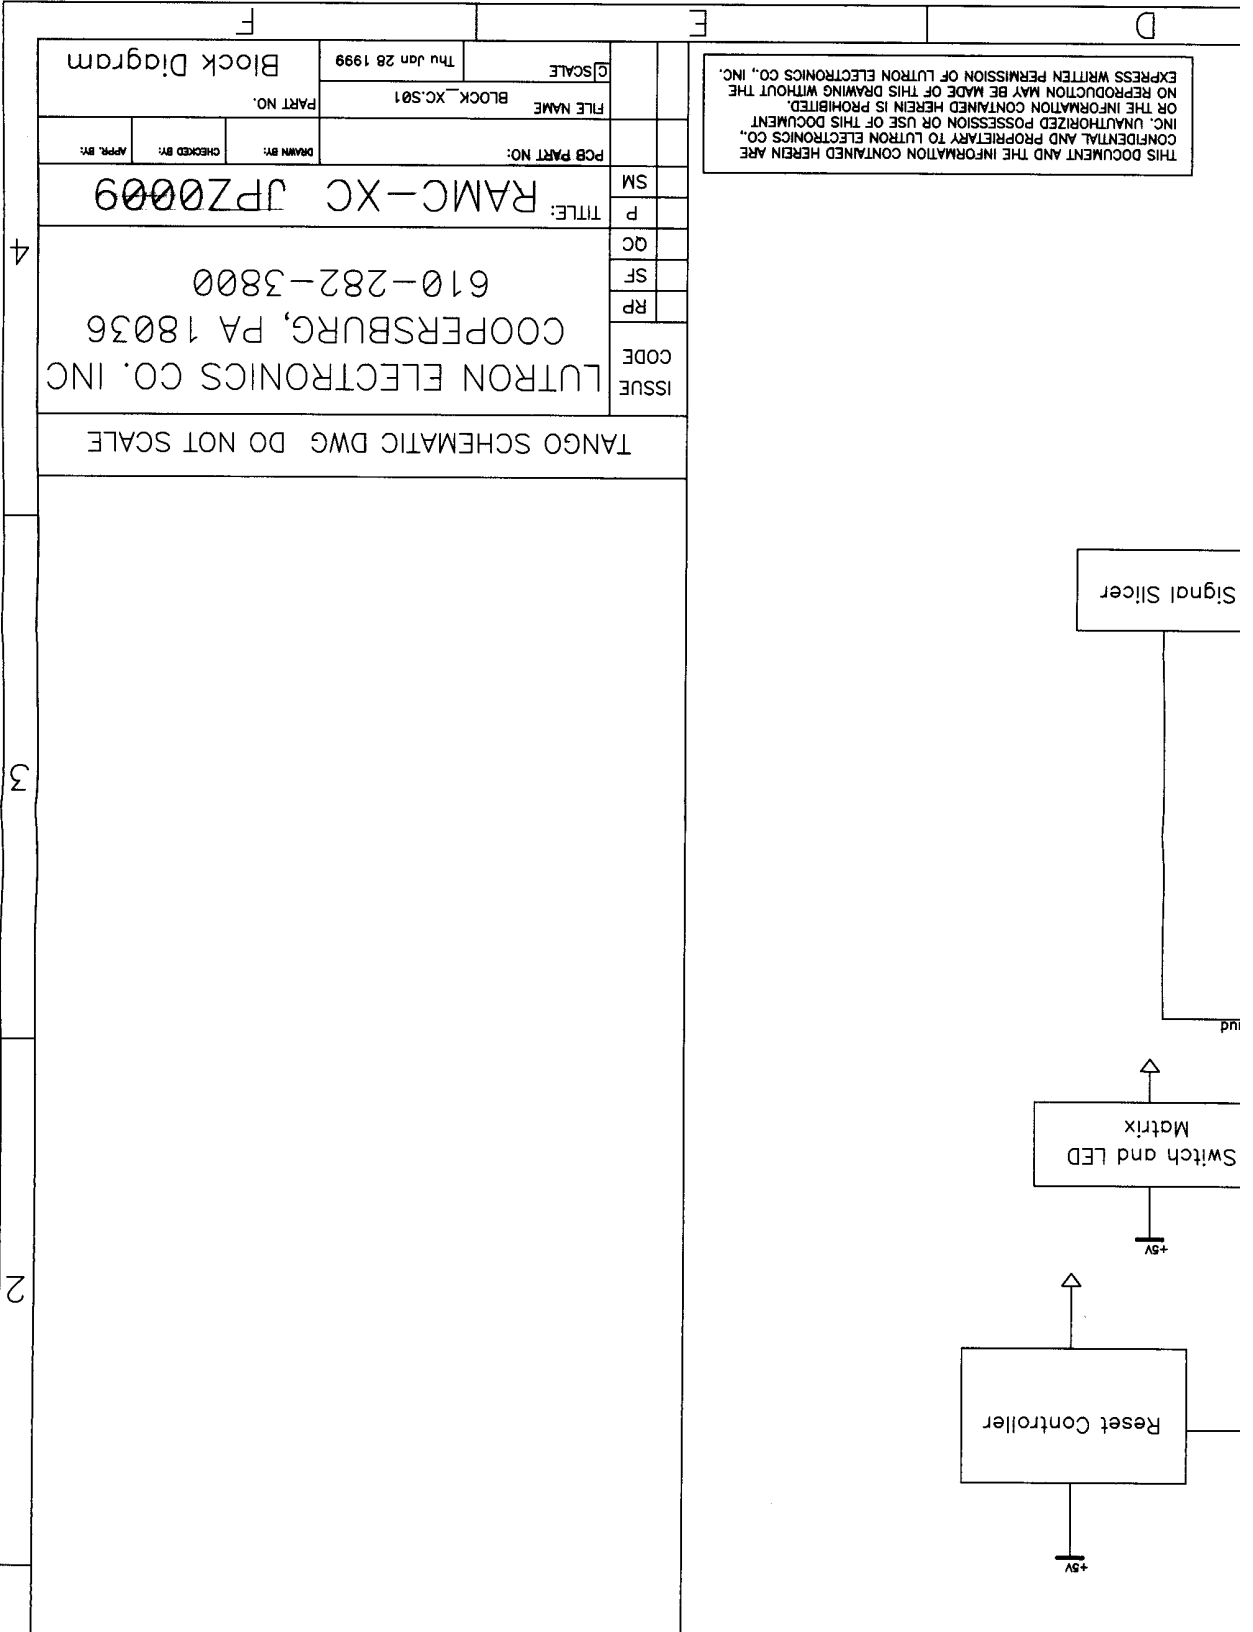 +5V
Reset Controller
2
+5V
Switch and LED
Matrix
und
3
Signal Slicer
TANGO SCHEMATIC DWG DO NOT SCALE
ISSUE
CODE
LUTRON ELECTRONICS CO. INC
COOPERSBURG, PA 18036
610-282-3800
RP
SF
QC
P
SM
4
TITLE: RAMC-XC JPZ0009
PCB PART NO:
DRAWN BY:
CHECKED BY:
APPR. BY:
FILE NAME BLOCK_XC.S01
PART NO.
C SCALE
Thu Jan 28 1999
Block Diagram
THIS DOCUMENT AND THE INFORMATION CONTAINED HEREIN ARE
CONFIDENTIAL AND PROPRIETARY TO LUTRON ELECTRONICS CO.,
INC. UNAUTHORIZED POSSESSION OR USE OF THIS DOCUMENT
OR THE INFORMATION CONTAINED HEREIN IS PROHIBITED.
NO REPRODUCTION MAY BE MADE OF THIS DRAWING WITHOUT THE
EXPRESS WRITTEN PERMISSION OF LUTRON ELECTRONICS CO., INC.
D
E
F